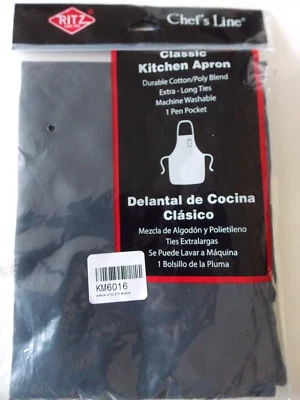 RITZ
Chef's Line®
Classic
Kitchen Apron
Durable Cotton/Poly Blend
Extra - Long Ties
Machine Washable
1 Pen Pocket
Delantal de Cocina
Clásico
Mezcla de Algodón y Polietileno
Ties Extralargas
Se Puede Lavar a Máquina
1 Bolsillo de la Pluma
KM6016